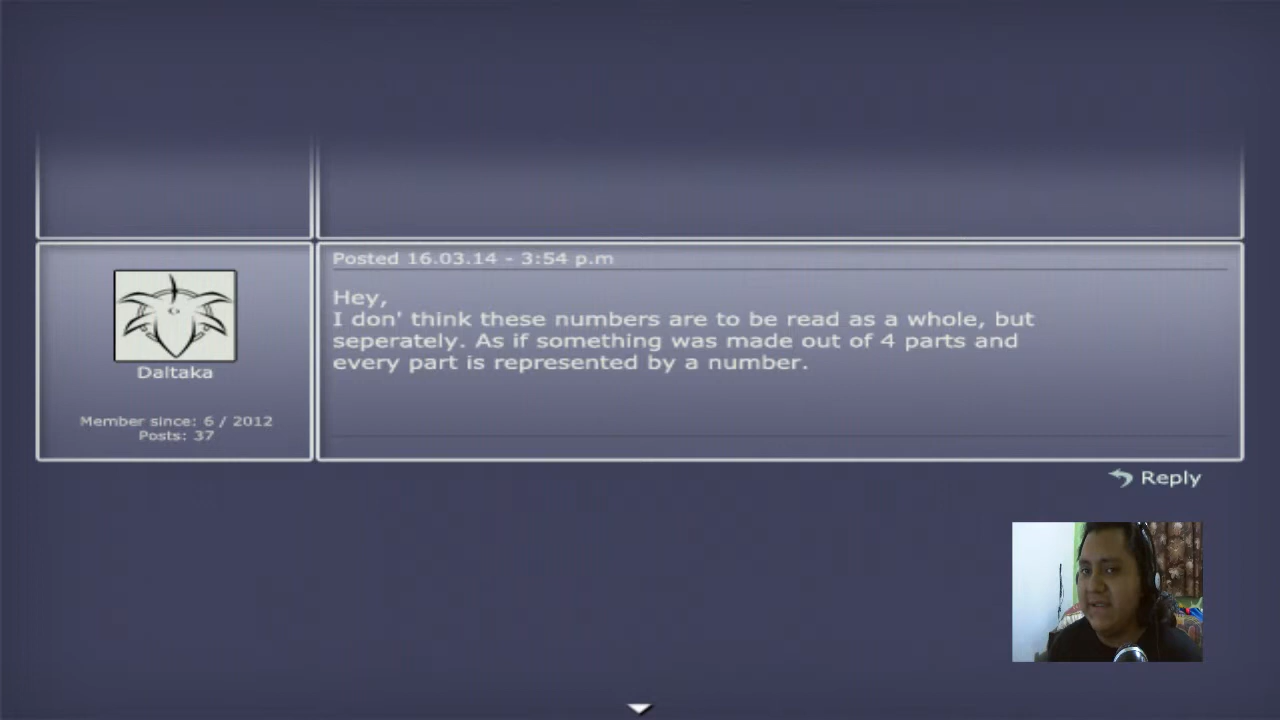 Posted 16.03.14 - 3:54 p.m
Hey,
I don' think these numbers are to be read as a whole, but
seperately. As if something was made out of 4 parts and
every part is represented by a number.
Daltaka
Member since: 6 / 2012
Posts: 37
Reply